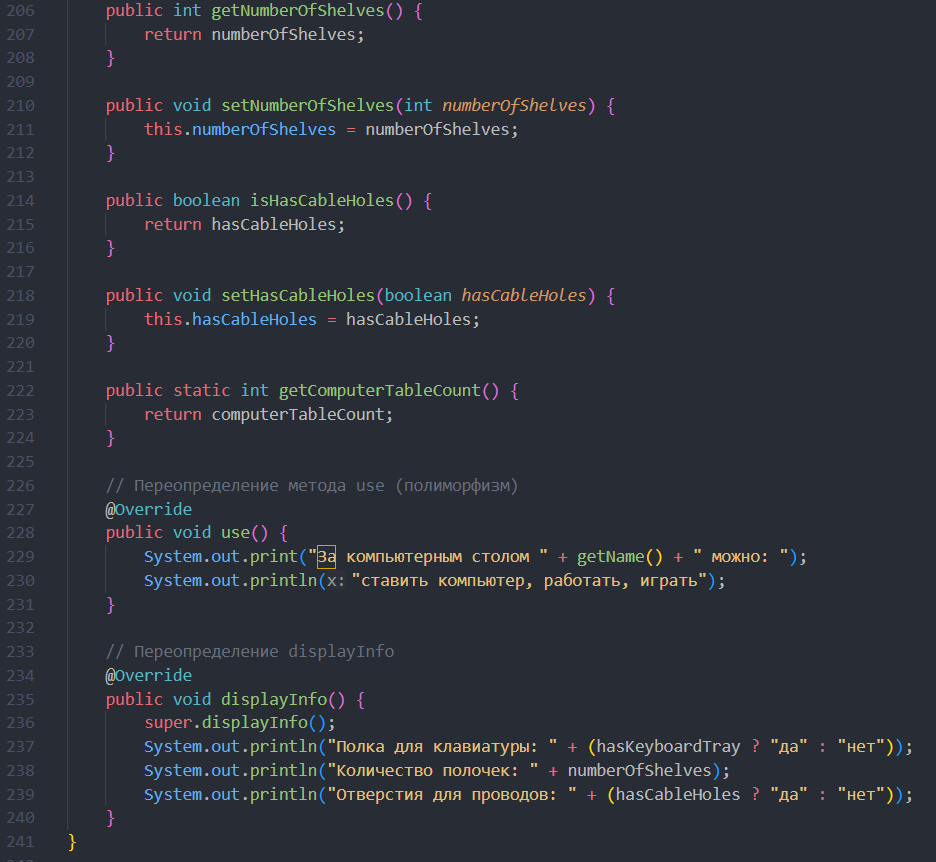 206 public int getNumberOfShelves() {
207 return numberOfShelves;
208 }
209
210 public void setNumberOfShelves(int numberOfShelves) {
211 this.numberOfShelves = numberOfShelves;
212 }
213
214 public boolean isHasCableHoles() {
215 return hasCableHoles;
216 }
217
218 public void setHasCableHoles(boolean hasCableHoles) {
219 this.hasCableHoles = hasCableHoles;
220 }
221
222 public static int getComputerTableCount() {
223 return computerTableCount;
224 }
225
226 // Переопределение метода use (полиморфизм)
227 @Override
228 public void use() {
229 System.out.print("За компьютерным столом " + getName() + " можно: ");
230 System.out.println(x: "ставить компьютер, работать, играть");
231 }
232
233 // Переопределение displayInfo
234 @Override
235 public void displayInfo() {
236 super.displayInfo();
237 System.out.println("Полка для клавиатуры: " + (hasKeyboardTray ? "да" : "нет"));
238 System.out.println("Количество полочек: " + numberOfShelves);
239 System.out.println("Отверстия для проводов: " + (hasCableHoles ? "да" : "нет"));
240 }
241 }